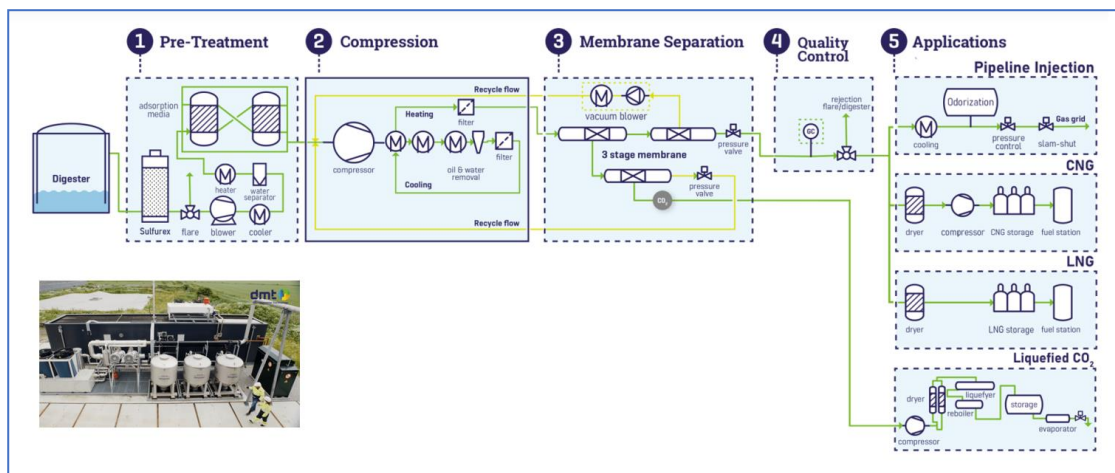 1 Pre-Treatment
adsorption
media
Digester
Sulfurex
flare
blower
heater
water
separator
cooler
2 Compression
Recycle flow
Heating
filter
compressor
oil & water
removal
filter
Cooling
Recycle flow
3 Membrane Separation
vacuum blower
3 stage membrane
pressure
valve
pressure
valve
CO2
4 Quality
Control
GC
rejection
flare/digester
5 Applications
Pipeline Injection
Odorization
Gas grid
cooling
pressure
control
slam-shut
CNG
dryer
compressor
CNG storage
fuel station
LNG
dryer
LNG storage
fuel station
Liquefied CO2
dryer
liquefyer
reboiler
storage
compressor
evaporator
dmt
M
M
M
M
M
M
M